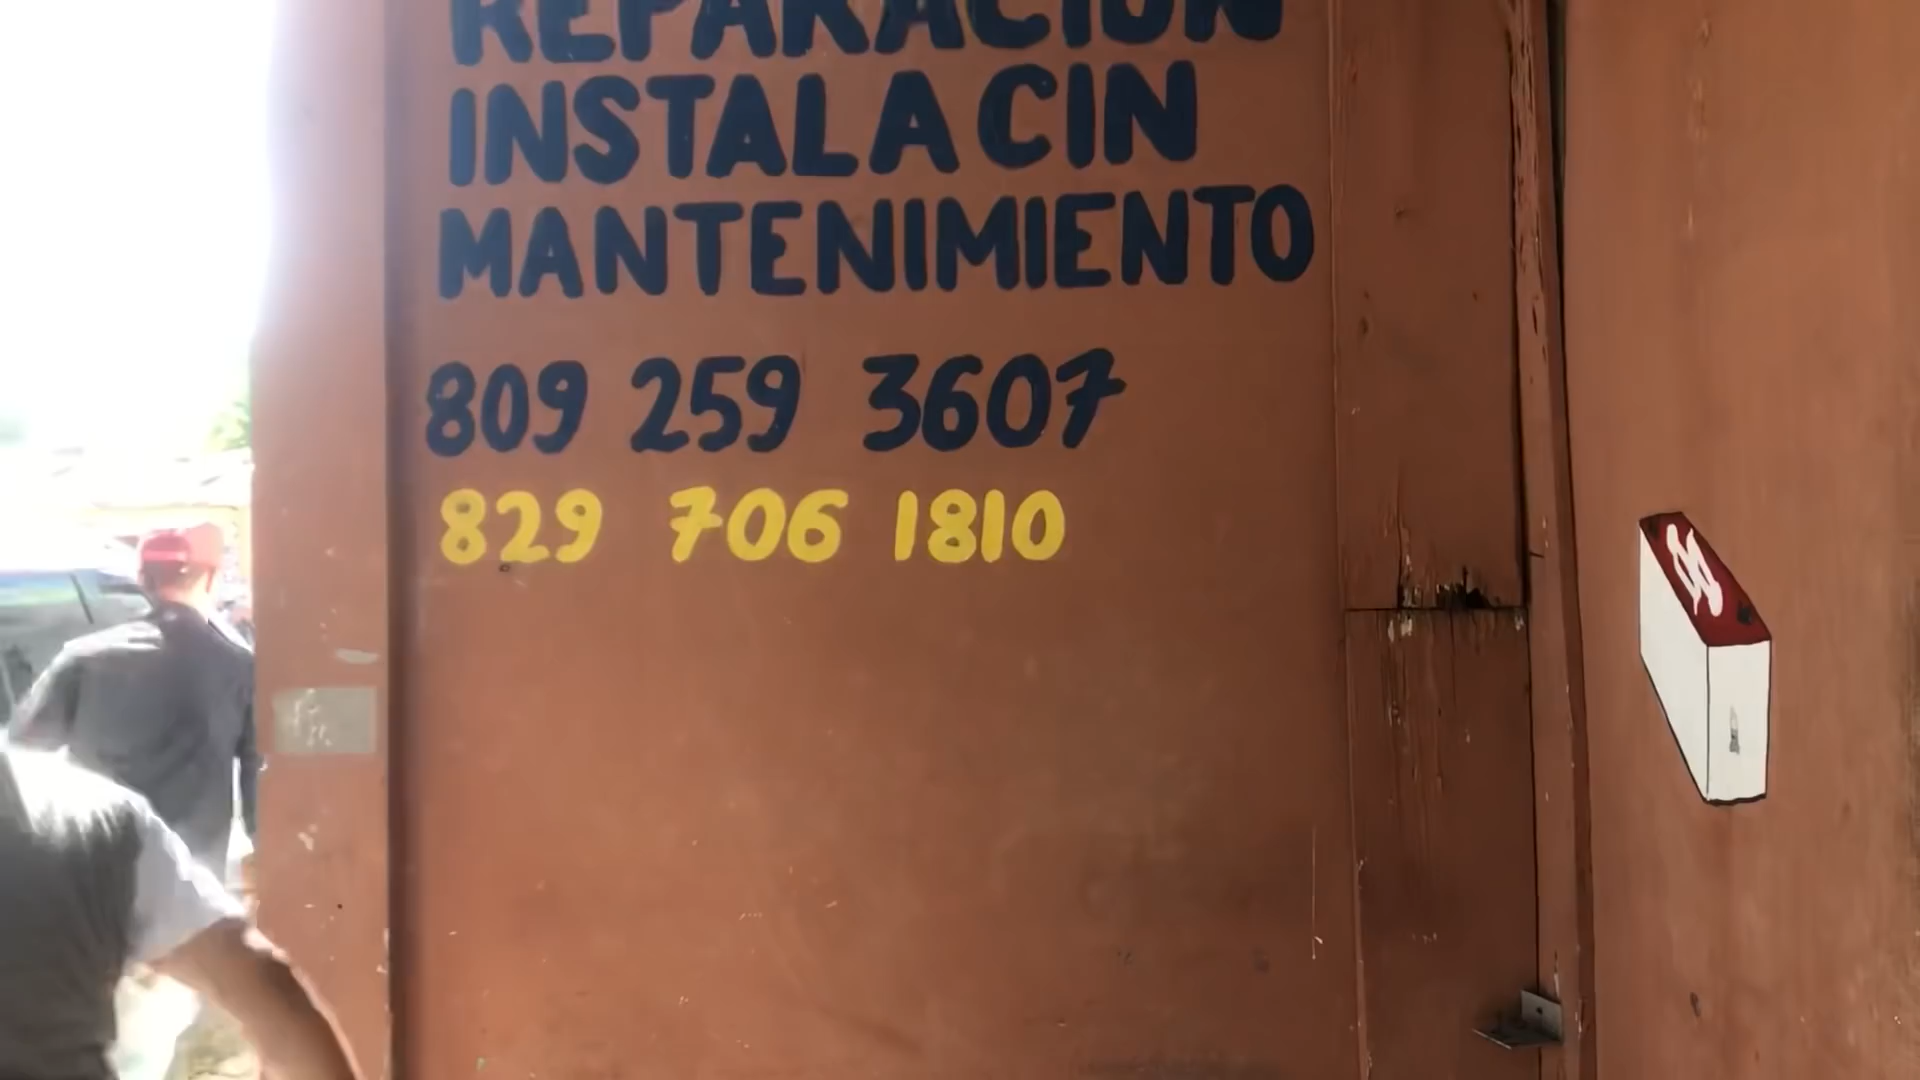 REPARACION
INSTALACIN
MANTENIMIENTO
809 259 3607
829 706 1810